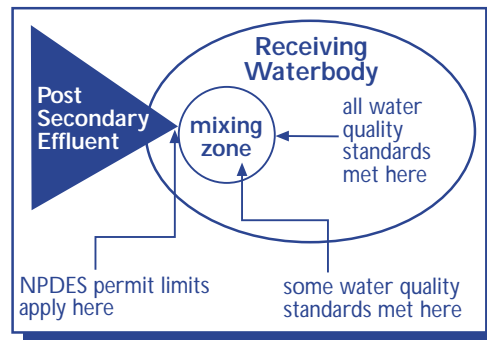 Receiving
Waterbody
Post
Secondary
Effluent
mixing
zone
all water
quality
standards
met here
NPDES permit limits
apply here
some water quality
standards met here